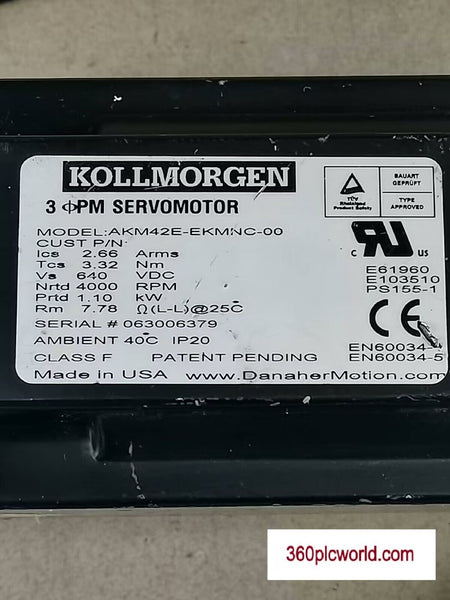 KOLLMORGEN
3 ΦPM SERVOMOTOR
MODEL:AKM42E-EKMNC-00
CUST P/N:
Ics 2.66 Arms
Tcs 3.32 Nm
Vs 640 VDC
Nrtd 4000 RPM
Prtd 1.10 kW
Rm 7.78 Ω(L-L)@25C
SERIAL # 063006379
AMBIENT 40C IP20
CLASS F PATENT PENDING
Made in USA www.DanaherMotion.com
TÜV
Rheinland
Product Safety
BAUART
GEPRÜFT
TYPE
APPROVED
c RU US
E61960
E103510
PS155-1
CE
EN60034-1
EN60034-5
360plcworld.com